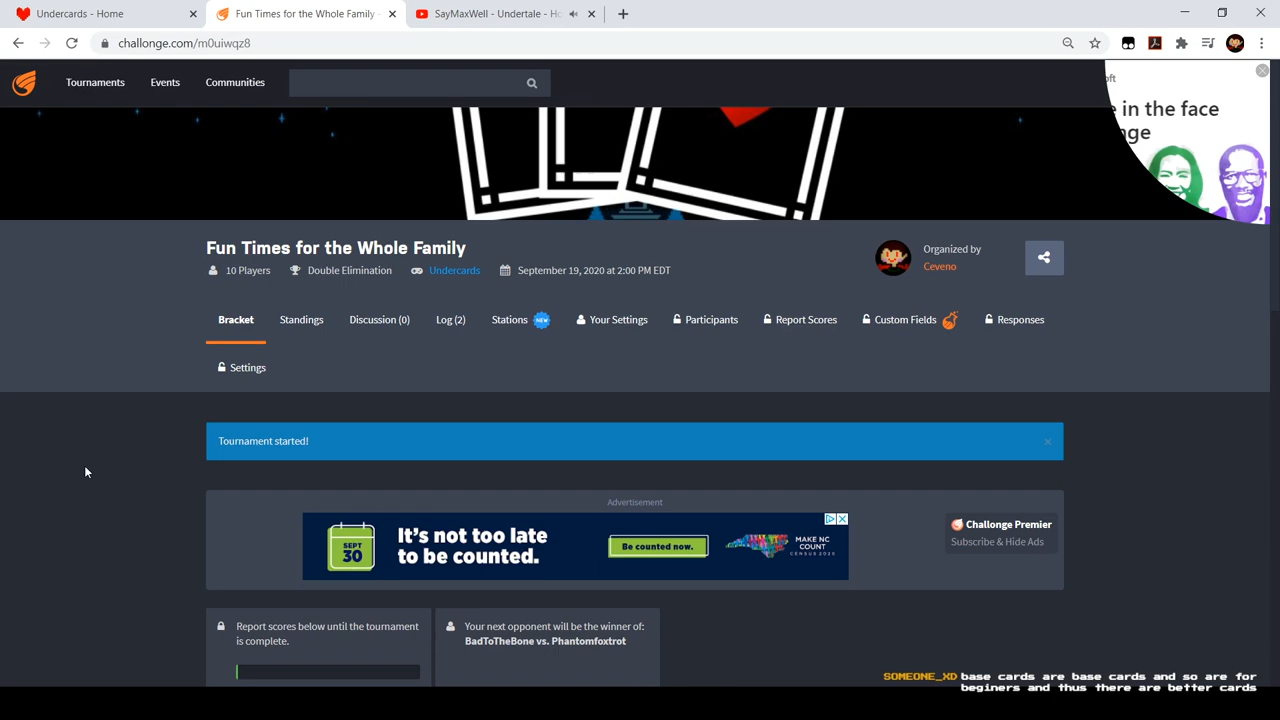 Undercards - Home
Fun Times for the Whole Family
SayMaxWell - Undertale - Ho
challonge.com/m0uiwqz8
Tournaments
Events
Communities
oft
in the face
nge
Fun Times for the Whole Family
10 Players
Double Elimination
Undercards
September 19, 2020 at 2:00 PM EDT
Organized by
Ceveno
Bracket
Standings
Discussion (0)
Log (2)
Stations
NEW
Your Settings
Participants
Report Scores
Custom Fields
Responses
Settings
Tournament started!
Advertisement
SEPT
30
It's not too late
to be counted.
Be counted now.
MAKE NC
COUNT
CENSUS 2020
Challonge Premier
Subscribe & Hide Ads
Report scores below until the tournament
is complete.
Your next opponent will be the winner of:
BadToTheBone vs. Phantomfoxtrot
SOMEONE_XD base cards are base cards and so are for
beginers and thus there are better cards